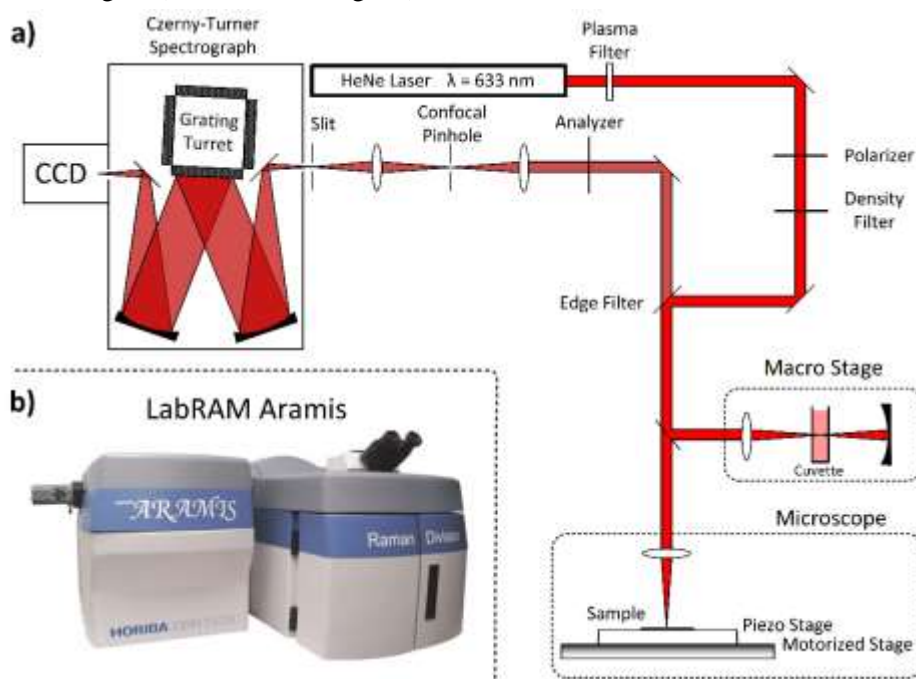 a)
Czerny-Turner
Spectrograph
Plasma
Filter
HeNe Laser λ = 633 nm
Grating
Turret
Slit
Confocal
Pinhole
Analyzer
CCD
Polarizer
Density
Filter
Edge Filter
Macro Stage
Cuvette
b)
LabRAM Aramis
ARAMIS
Raman Division
HORIBA
Microscope
Sample
Piezo Stage
Motorized Stage